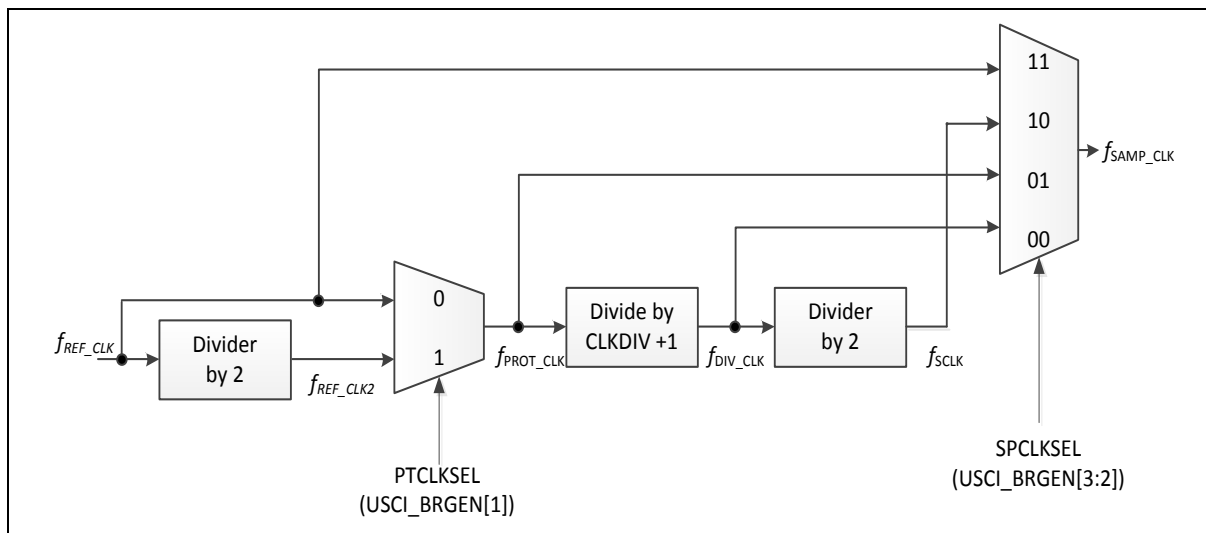 11
10
01
00
fSAMP_CLK
0
1
fREF_CLK
Divider
by 2
fREF_CLK2
fPROT_CLK
Divide by
CLKDIV +1
fDIV_CLK
Divider
by 2
fSCLK
PTCLKSEL
(USCI_BRGEN[1])
SPCLKSEL
(USCI_BRGEN[3:2])